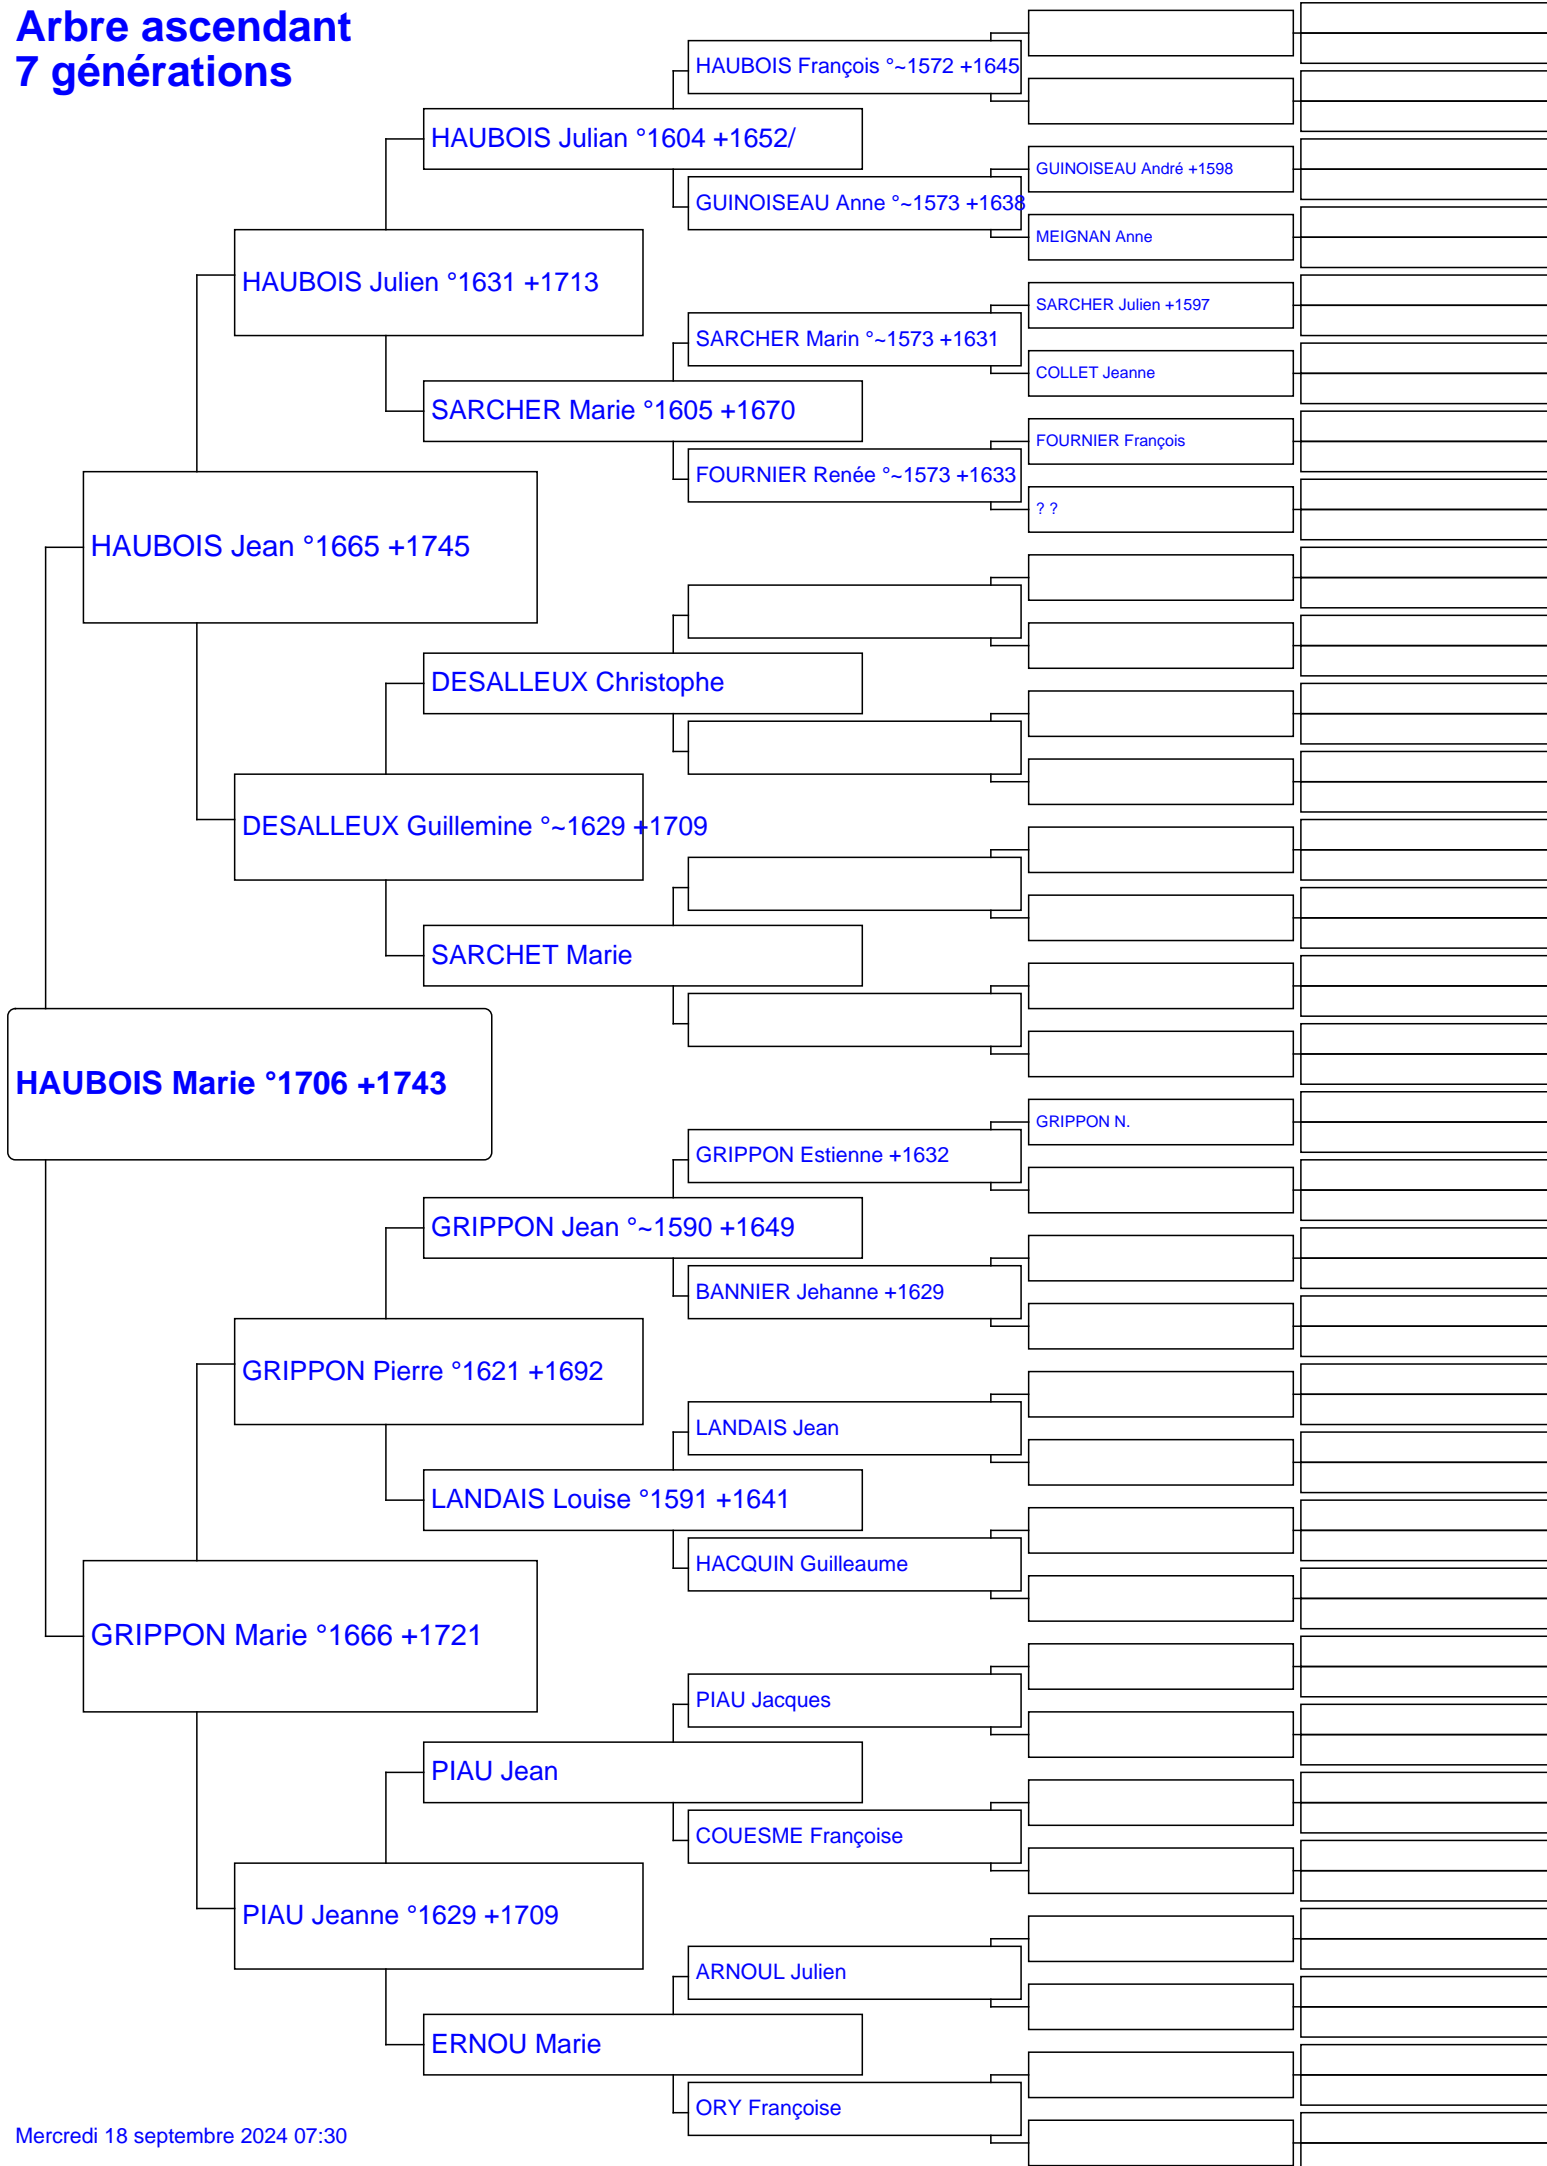 Arbre ascendant
7 générations
HAUBOIS François °~1572 +1645
HAUBOIS Julian °1604 +1652/
GUINOISEAU André +1598
GUINOISEAU Anne °~1573 +1638
MEIGNAN Anne
HAUBOIS Julien °1631 +1713
SARCHER Julien +1597
SARCHER Marin °~1573 +1631
COLLET Jeanne
SARCHER Marie °1605 +1670
FOURNIER François
FOURNIER Renée °~1573 +1633
? ?
HAUBOIS Jean °1665 +1745
DESALLEUX Christophe
DESALLEUX Guillemine °~1629 +1709
SARCHET Marie
HAUBOIS Marie °1706 +1743
GRIPPON N.
GRIPPON Estienne +1632
GRIPPON Jean °~1590 +1649
BANNIER Jehanne +1629
GRIPPON Pierre °1621 +1692
LANDAIS Jean
LANDAIS Louise °1591 +1641
HACQUIN Guilleaume
GRIPPON Marie °1666 +1721
PIAU Jacques
PIAU Jean
COUESME Françoise
PIAU Jeanne °1629 +1709
ARNOUL Julien
ERNOU Marie
ORY Françoise
Mercredi 18 septembre 2024 07:30